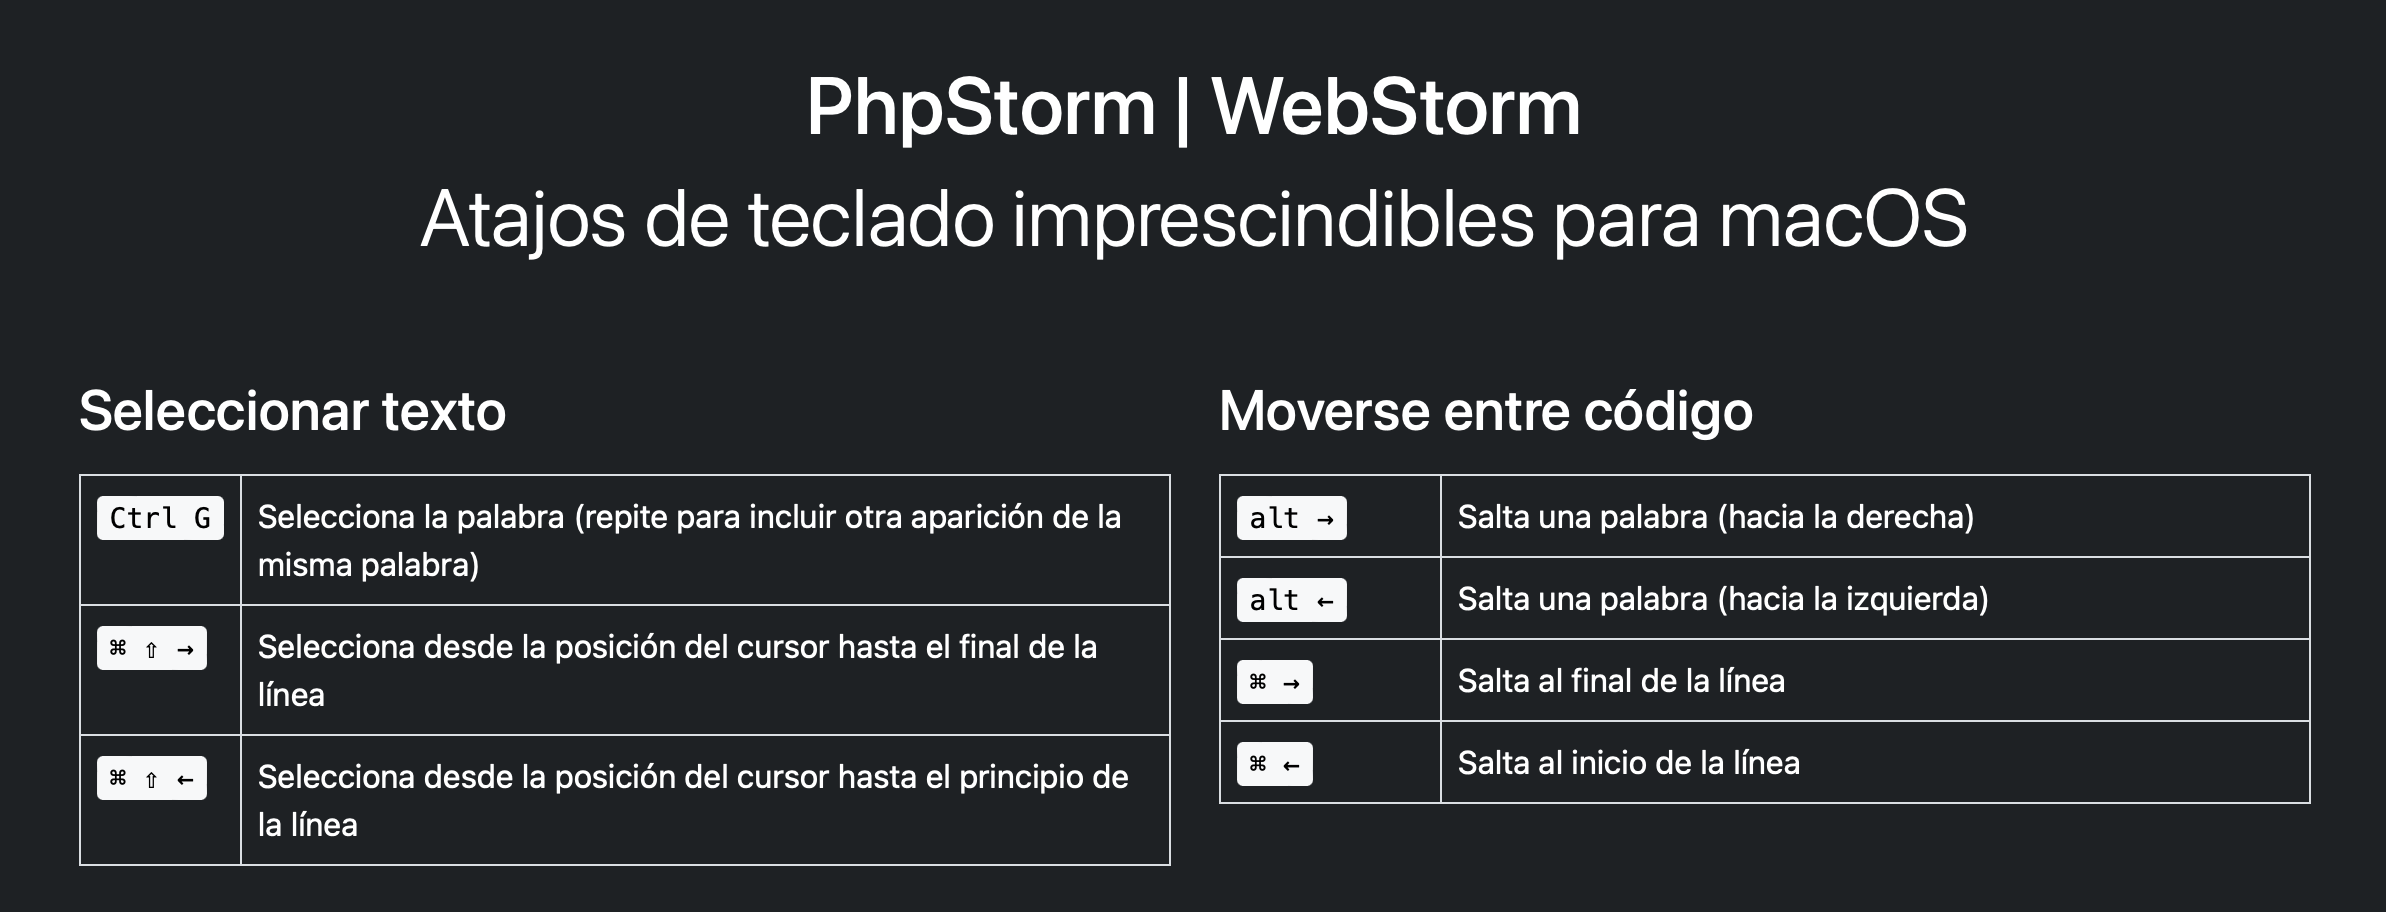 PhpStorm | WebStorm
Atajos de teclado imprescindibles para macOS
Seleccionar texto
Ctrl G
Selecciona la palabra (repite para incluir otra aparición de la
misma palabra)
⌘ ⇧ →
Selecciona desde la posición del cursor hasta el final de la
línea
⌘ ⇧ ←
Selecciona desde la posición del cursor hasta el principio de
la línea
Moverse entre código
alt →
Salta una palabra (hacia la derecha)
alt ←
Salta una palabra (hacia la izquierda)
⌘ →
Salta al final de la línea
⌘ ←
Salta al inicio de la línea